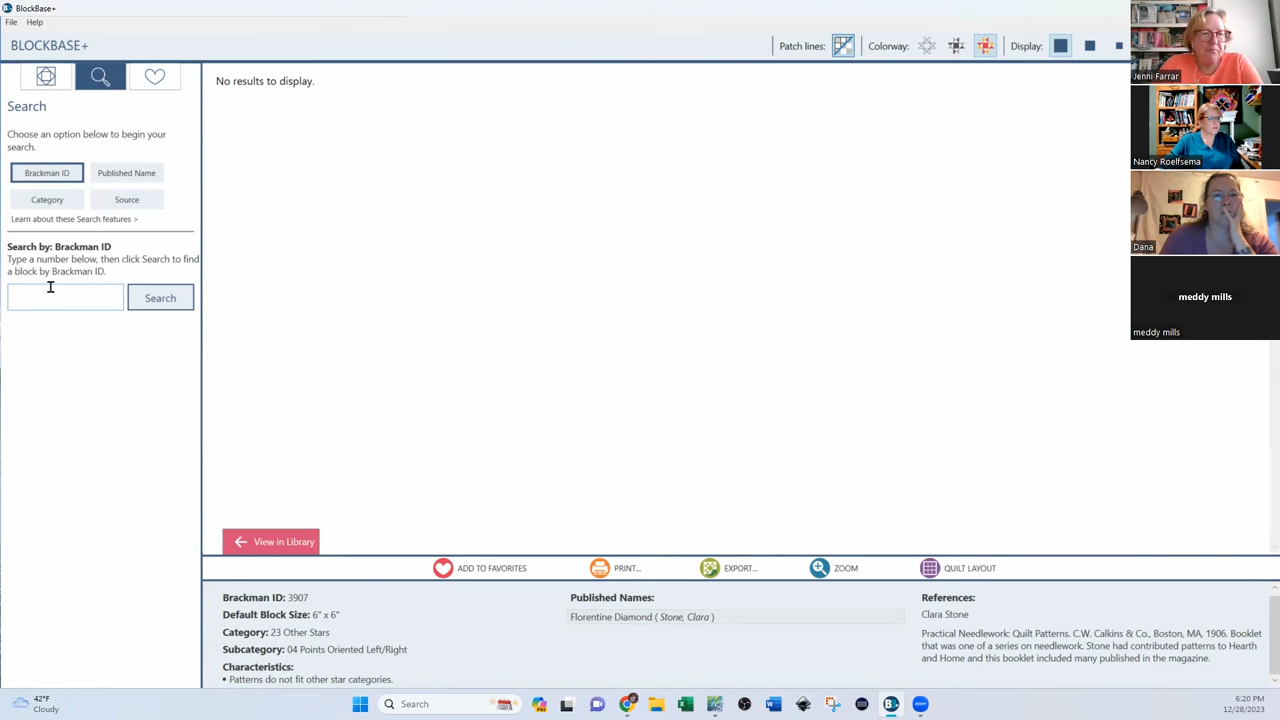 BlockBase+
File Help
BLOCKBASE+
Patch lines: Colorway: Display:
No results to display.
Search
Choose an option below to begin your
search.
Brackman ID Published Name
Category Source
Learn about these Search features >
Search by: Brackman ID
Type a number below, then click Search to find
a block by Brackman ID.
Search
Jenni Farrar
Nancy Roelfsema
Dana
meddy mills
meddy mills
View in Library
ADD TO FAVORITES PRINT... EXPORT... ZOOM QUILT LAYOUT
Brackman ID: 3907
Default Block Size: 6" x 6"
Category: 23 Other Stars
Subcategory: 04 Points Oriented Left/Right
Characteristics:
• Patterns do not fit other star categories.
Published Names:
Florentine Diamond ( Stone, Clara )
References:
Clara Stone
Practical Needlework: Quilt Patterns. C.W. Calkins & Co., Boston, MA, 1906. Booklet
that was one of a series on needlework. Stone had contributed patterns to Hearth
and Home and this booklet included many published in the magazine.
42°F
Cloudy
Search
6:20 PM
12/28/2023